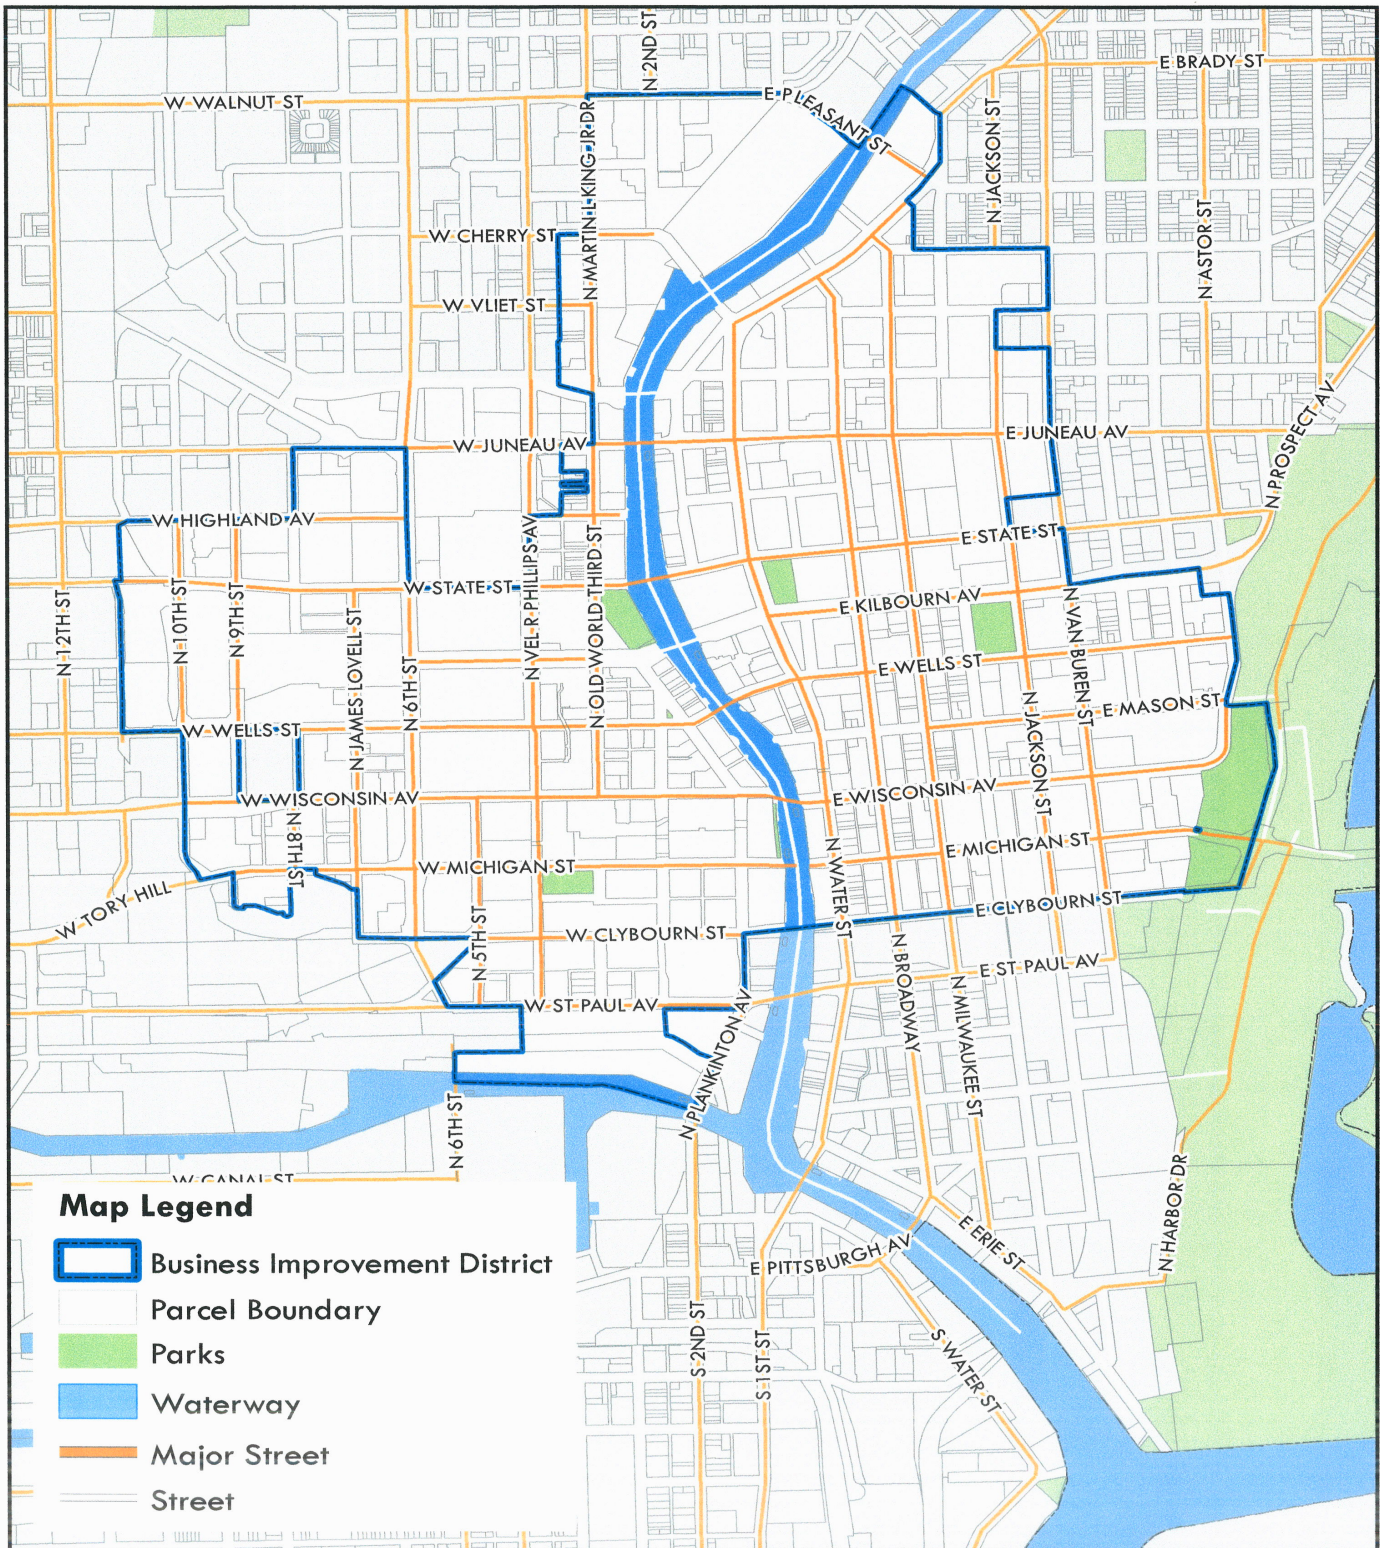 N 2ND ST
E BRADY ST
W WALNUT ST
E PLEASANT ST
N JACKSON ST
N MARTIN L KING JR DR
N ASTOR ST
W CHERRY ST
W VLIET ST
N PROSPECT AV
W JUNEAU AV
E JUNEAU AV
W HIGHLAND AV
N VEL R PHILLIPS AV
N OLD WORLD THIRD ST
E STATE ST
W STATE ST
N 12TH ST
N 10TH ST
N 9TH ST
N JAMES LOVELL ST
N 6TH ST
E KILBOURN AV
N VAN BUREN ST
E WELLS ST
N JACKSON ST
E MASON ST
W WELLS ST
W WISCONSIN AV
E WISCONSIN AV
N 8TH ST
N WATER ST
E MICHIGAN ST
W MICHIGAN ST
W TORY HILL
E CLYBOURN ST
N 5TH ST
W CLYBOURN ST
N BROADWAY
E ST PAUL AV
N MILWAUKEE ST
W ST PAUL AV
N PLANKINTON AV
N 6TH ST
W CANAL ST
N HARBOR DR
E ERIE ST
E PITTSBURGH AV
S 2ND ST
S 1ST ST
S WATER ST
Map Legend
Business Improvement District
Parcel Boundary
Parks
Waterway
Major Street
Street